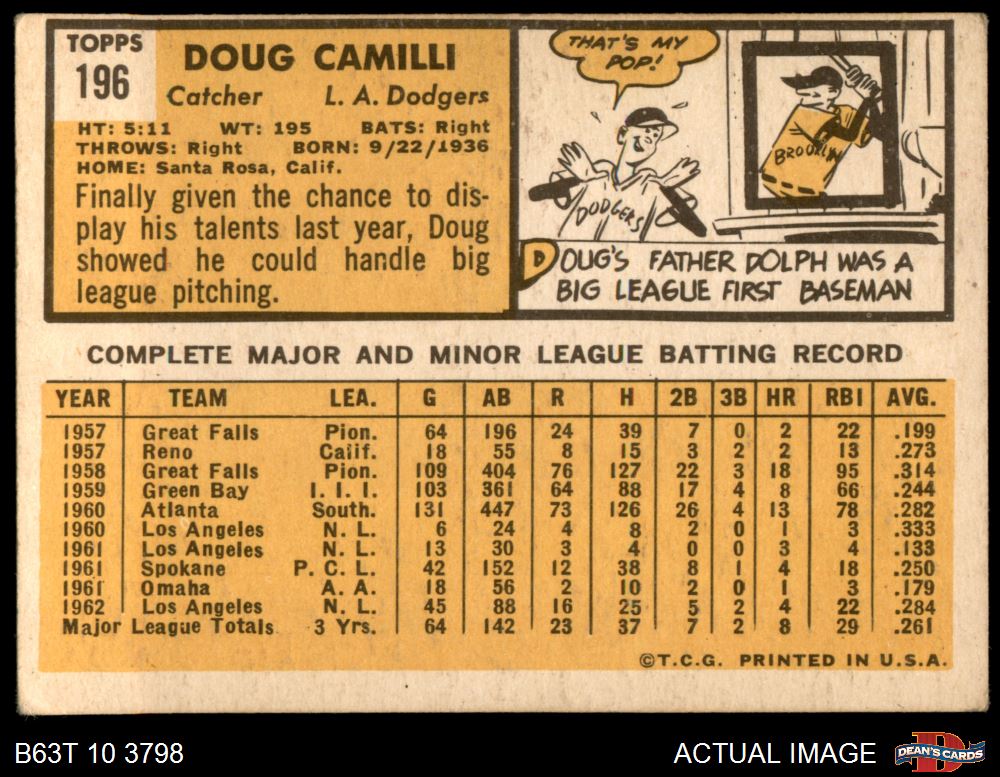 TOPPS
196
DOUG CAMILLI
Catcher L. A. Dodgers
HT: 5:11 WT: 195 BATS: Right
THROWS: Right BORN: 9/22/1936
HOME: Santa Rosa, Calif.
Finally given the chance to dis-
play his talents last year, Doug
showed he could handle big
league pitching.
THAT'S MY
POP!
BROOKLYN
DODGERS
DOUG'S FATHER DOLPH WAS A
BIG LEAGUE FIRST BASEMAN
COMPLETE MAJOR AND MINOR LEAGUE BATTING RECORD
YEAR TEAM LEA. G AB R H 2B 3B HR RBI AVG.
1957 Great Falls Pion. 64 196 24 39 7 0 2 22 .199
1957 Reno Calif. 18 55 8 15 3 2 2 13 .273
1958 Great Falls Pion. 109 404 76 127 22 3 18 95 .314
1959 Green Bay I. I. I. 103 361 64 88 17 4 8 66 .244
1960 Atlanta South. 131 447 73 126 26 4 13 78 .282
1960 Los Angeles N. L. 6 24 4 8 2 0 1 3 .333
1961 Los Angeles N. L. 13 30 3 4 0 0 3 4 .133
1961 Spokane P. C. L. 42 152 12 38 8 1 4 18 .250
1961 Omaha A. A. 18 56 2 10 2 0 1 3 .179
1962 Los Angeles N. L. 45 88 16 25 5 2 4 22 .284
Major League Totals 3 Yrs. 64 142 23 37 7 2 8 29 .261
©T.C.G. PRINTED IN U.S.A.
B63T 10 3798
ACTUAL IMAGE
DEAN'S CARDS